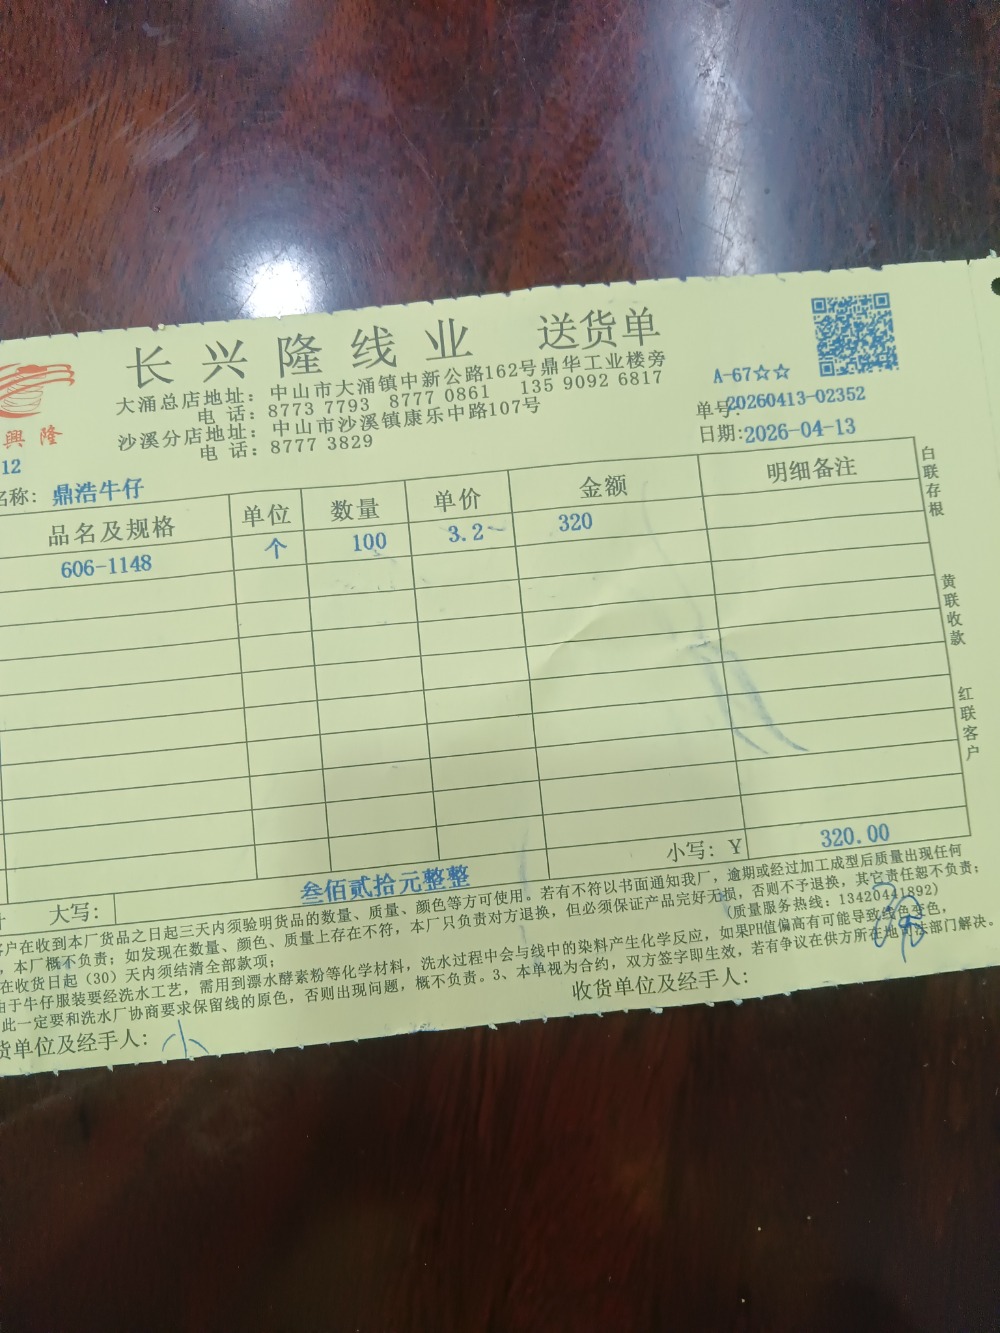 长兴隆线业 送货单
大涌总店地址：中山市大涌镇中新公路162号鼎华工业楼旁
电 话：8773 7793 8777 0861 135 9092 6817
沙溪分店地址：中山市沙溪镇康乐中路107号
电 话：8777 3829
A-67☆☆
单号:20260413-02352
日期:2026-04-13
興隆
12
名称：鼎浩牛仔
品名及规格 单位 数量 单价 金额 明细备注
606-1148 个 100 3.2 320
白联存根
黄联收款
红联客户
大写：叁佰贰拾元整整 小写：Y 320.00
客户在收到本厂货品之日起三天内须验明货品的数量、质量、颜色等方可使用。若有不符以书面通知我厂，逾期或经过加工成型后质量出现任何
，本厂概不负责；如发现在数量、颜色、质量上存在不符，本厂只负责对方退换，但必须保证产品完好无损，否则不予退换，其它责任恕不负责；
在收货日起（30）天内须结清全部款项；
(质量服务热线：13420441892)
由于牛仔服装要经洗水工艺，需用到漂水酵素粉等化学材料，洗水过程中会与线中的染料产生化学反应，如果PH值偏高有可能导致线色变色，
此一定要和洗水厂协商要求保留线的原色，否则出现问题，概不负责。3、本单视为合约，双方签字即生效，若有争议在供方所在地司法部门解决。
货单位及经手人：
收货单位及经手人：